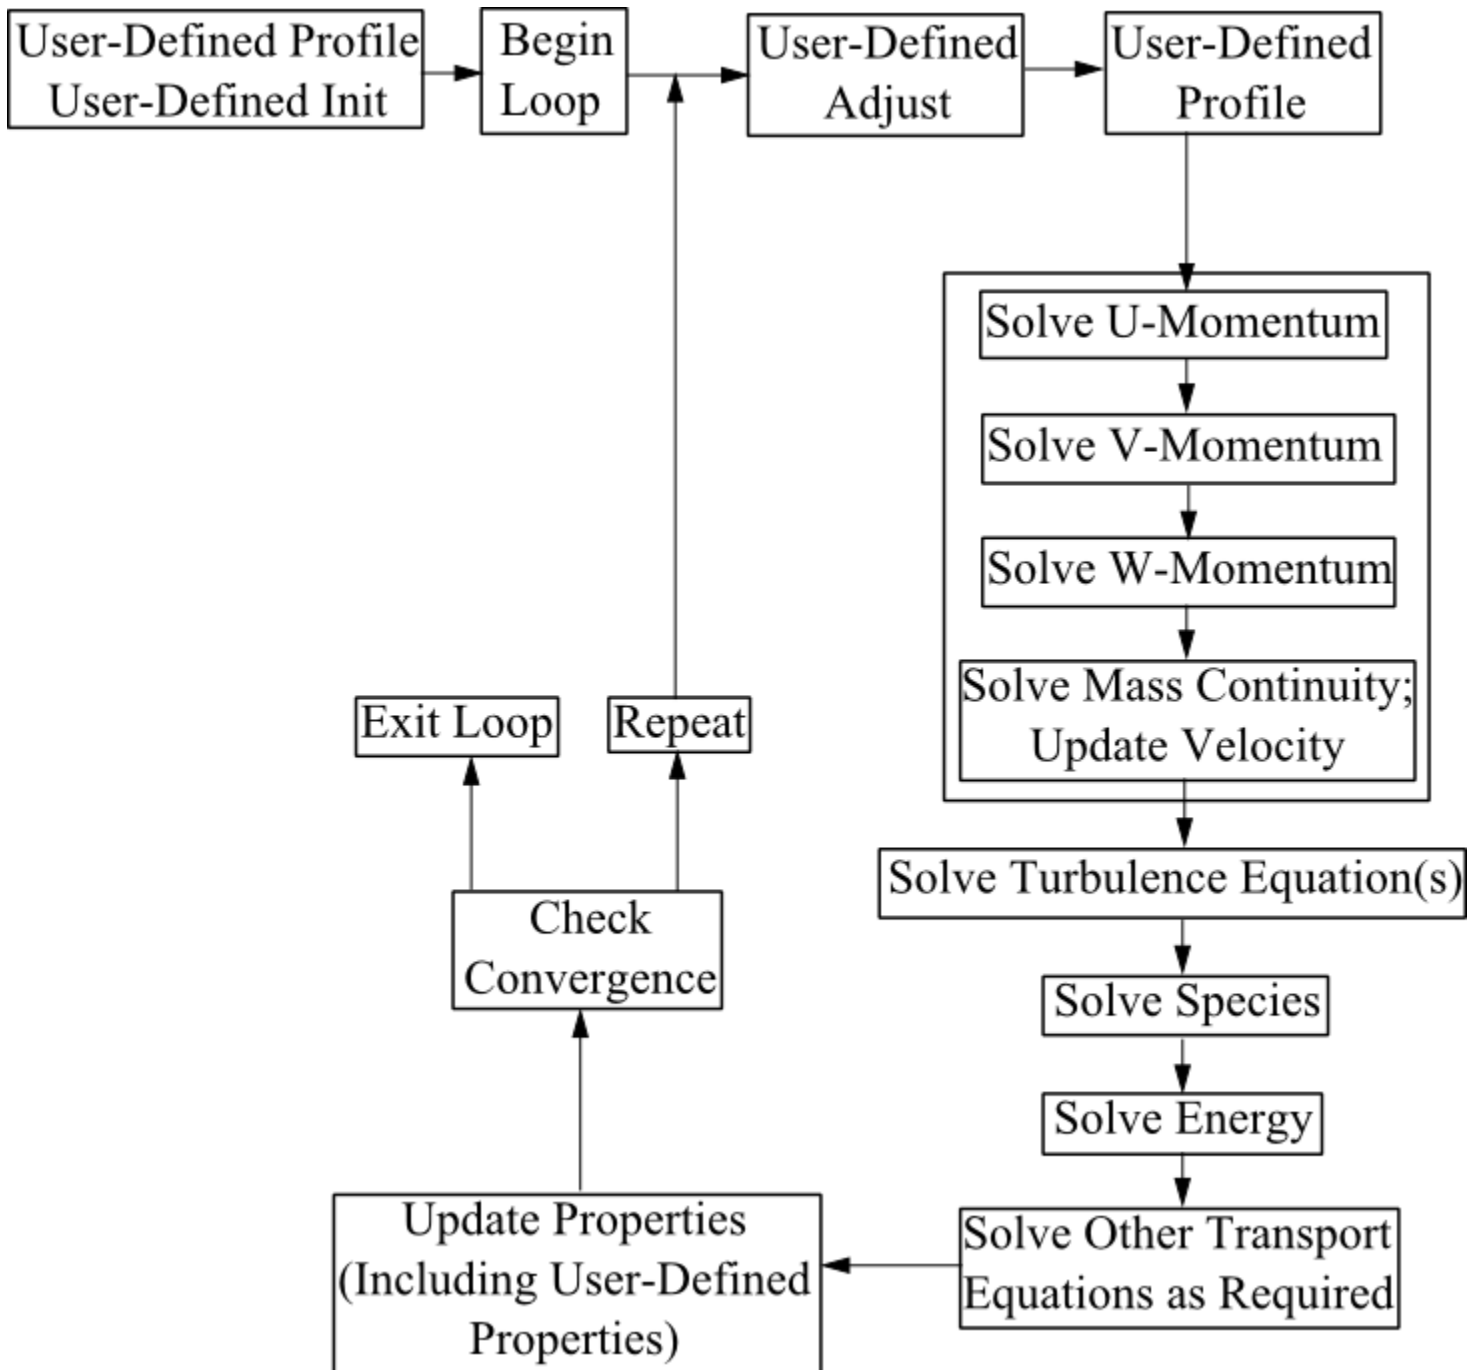 User-Defined Profile
User-Defined Init
Begin
Loop
User-Defined
Adjust
User-Defined
Profile
Solve U-Momentum
Solve V-Momentum
Solve W-Momentum
Solve Mass Continuity;
Update Velocity
Exit Loop
Repeat
Solve Turbulence Equation(s)
Check
Convergence
Solve Species
Solve Energy
Update Properties
(Including User-Defined
Properties)
Solve Other Transport
Equations as Required